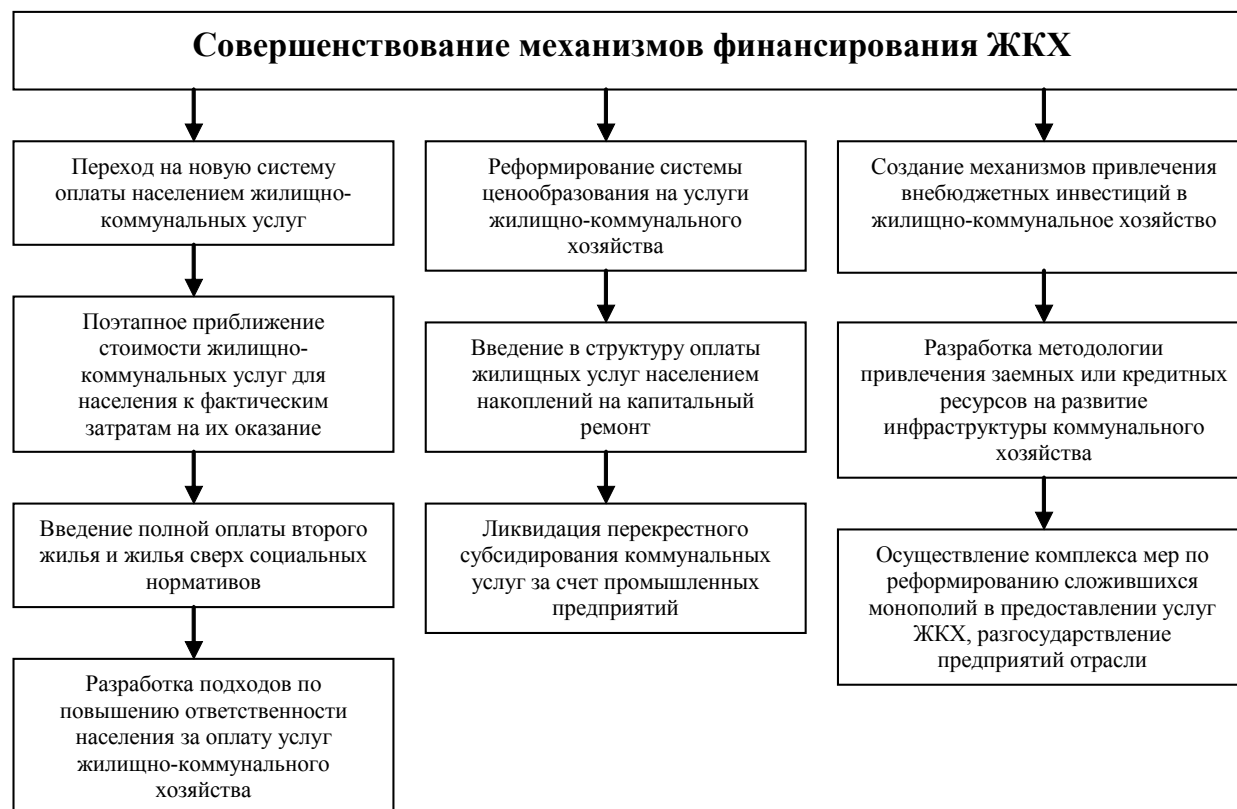 Совершенствование механизмов финансирования ЖКХ
Переход на новую систему
оплаты населением жилищно-
коммунальных услуг
Поэтапное приближение
стоимости жилищно-
коммунальных услуг для
населения к фактическим
затратам на их оказание
Введение полной оплаты второго
жилья и жилья сверх социальных
нормативов
Разработка подходов по
повышению ответственности
населения за оплату услуг
жилищно-коммунального
хозяйства
Реформирование системы
ценообразования на услуги
жилищно-коммунального
хозяйства
Введение в структуру оплаты
жилищных услуг населением
накоплений на капитальный
ремонт
Ликвидация перекрестного
субсидирования коммунальных
услуг за счет промышленных
предприятий
Создание механизмов привлечения
внебюджетных инвестиций в
жилищно-коммунальное хозяйство
Разработка методологии
привлечения заемных или кредитных
ресурсов на развитие
инфраструктуры коммунального
хозяйства
Осуществление комплекса мер по
реформированию сложившихся
монополий в предоставлении услуг
ЖКХ, разгосударствление
предприятий отрасли